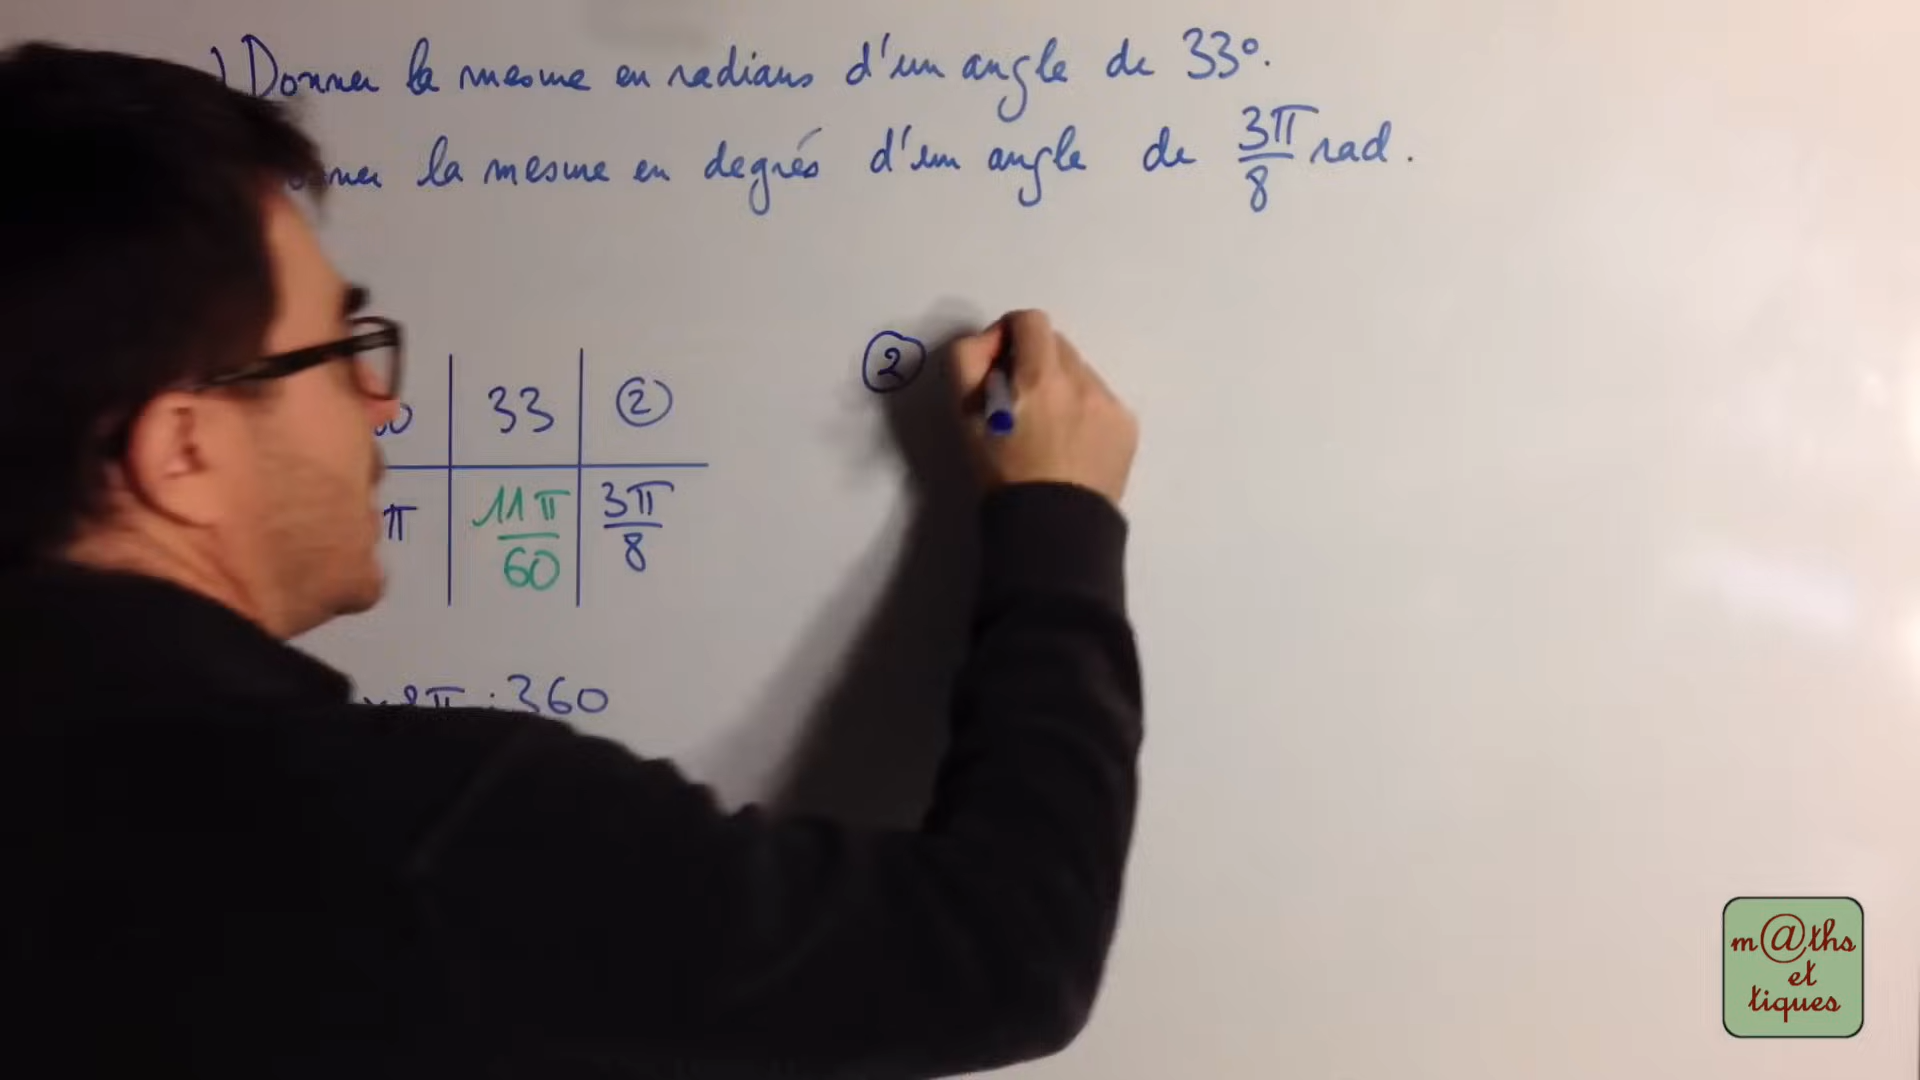 ) Donner la mesure en radians d'un angle de 33°.
la mesure en degrés d'un angle de 3π/8 rad.
②
33 ②
π 11π/60 3π/8
: 360
m@ths
et
tiques